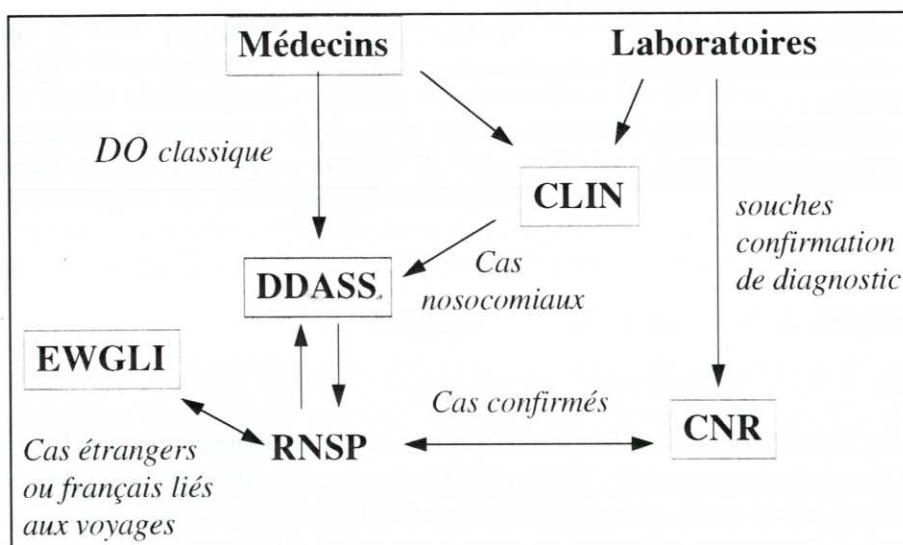 Médecins
Laboratoires
DO classique
CLIN
souches
confirmation
de diagnostic
Cas
nosocomiaux
DDASS
EWGLI
Cas confirmés
RNSP
CNR
Cas étrangers
ou français liés
aux voyages